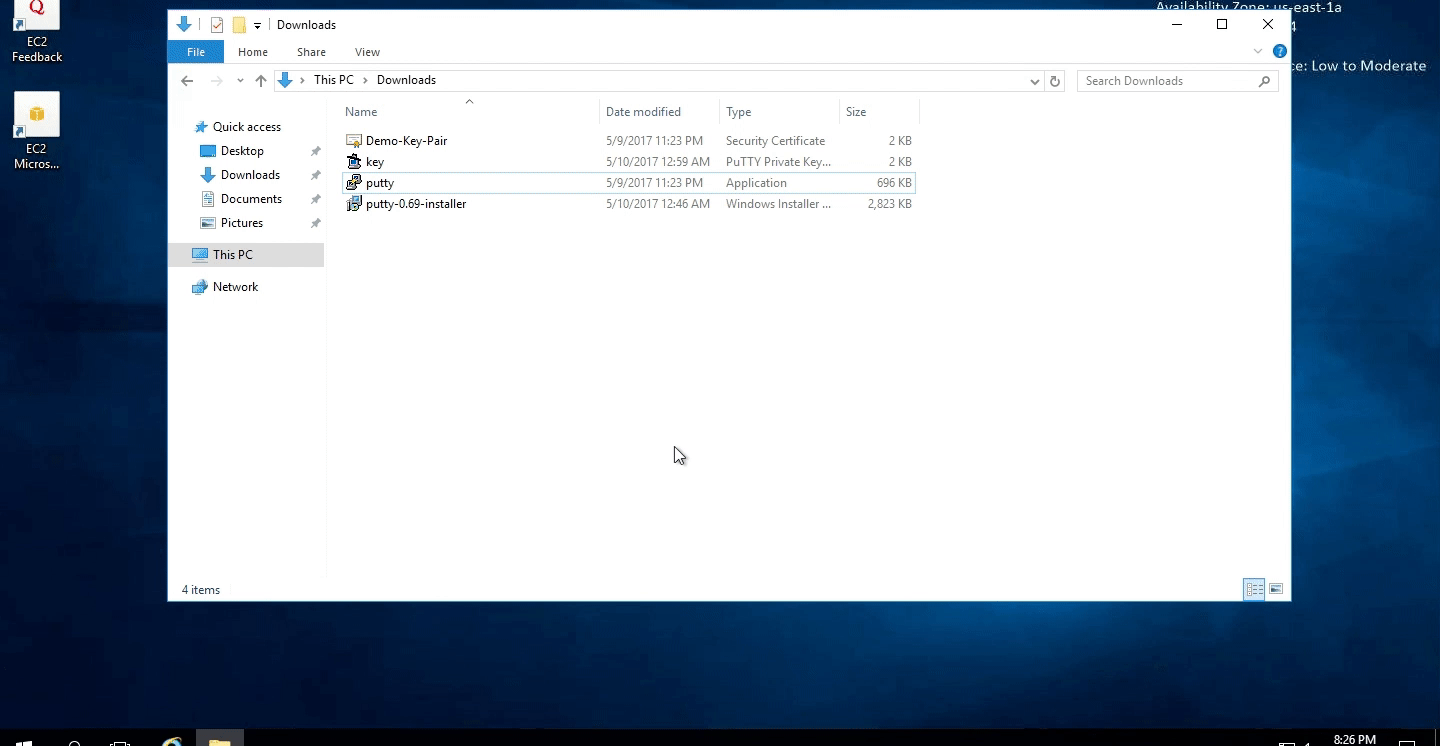 EC2
Feedback
EC2
Micros...
Availability Zone: us-east-1a
4
ce: Low to Moderate
Downloads
File Home Share View
This PC > Downloads
Search Downloads
Name Date modified Type Size
Quick access
Desktop
Downloads
Documents
Pictures
This PC
Network
Demo-Key-Pair 5/9/2017 11:23 PM Security Certificate 2 KB
key 5/10/2017 12:59 AM PuTTY Private Key... 2 KB
putty 5/9/2017 11:23 PM Application 696 KB
putty-0.69-installer 5/10/2017 12:46 AM Windows Installer ... 2,823 KB
4 items
8:26 PM